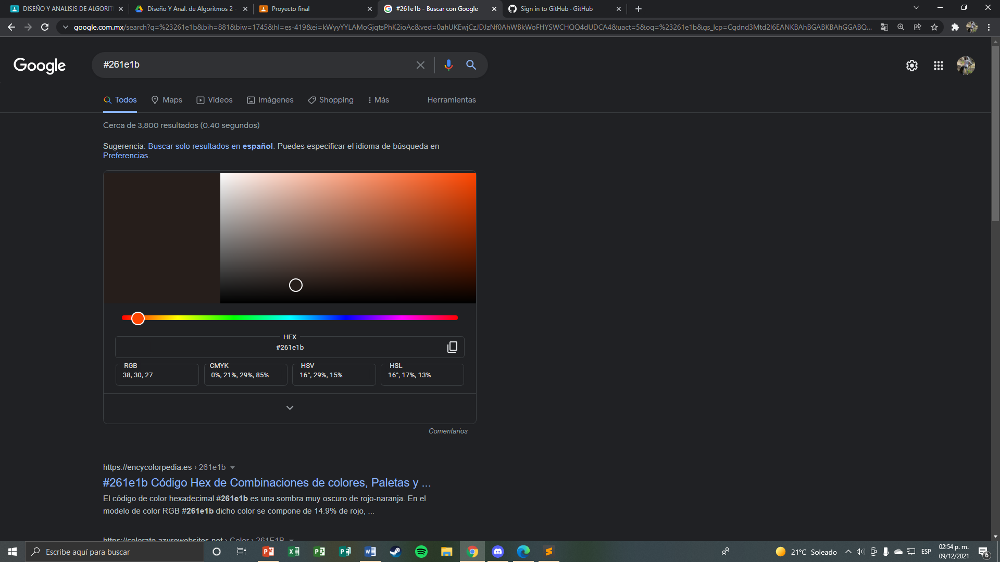 DISEÑO Y ANALISIS DE ALGORIT
Diseño Y Anal. de Algoritmos 2 -
Proyecto final
#261e1b - Buscar con Google
Sign in to GitHub · GitHub
google.com.mx/search?q=%23261e1b&bih=881&biw=1745&hl=es-419&ei=kWyyYYLAMoGjqtsPhK2ioAc&ved=0ahUKEwjCzJDJzNf0AhWBkWoFHYSWCHQQ4dUDCA4&uact=5&oq=%23261e1b&gs_lcp=Cgdnd3Mtd2l6EANKBAhBGABKBAhGGABQ...
Google
#261e1b
Todos
Maps
Videos
Imágenes
Shopping
Más
Herramientas
Cerca de 3,800 resultados (0.40 segundos)
Sugerencia: Buscar solo resultados en español. Puedes especificar el idioma de búsqueda en
Preferencias.
HEX
#261e1b
RGB
38, 30, 27
CMYK
0%, 21%, 29%, 85%
HSV
16°, 29%, 15%
HSL
16°, 17%, 13%
Comentarios
https://encycolorpedia.es › 261e1b
#261e1b Código Hex de Combinaciones de colores, Paletas y ...
El código de color hexadecimal #261e1b es una sombra muy oscuro de rojo-naranja. En el
modelo de color RGB #261e1b dicho color se compone de 14.9% de rojo, ...
https://colorate.azurewebsites.net › Color › 261E1B
Escribe aquí para buscar
21°C Soleado
ESP
02:54 p. m.
09/12/2021
6